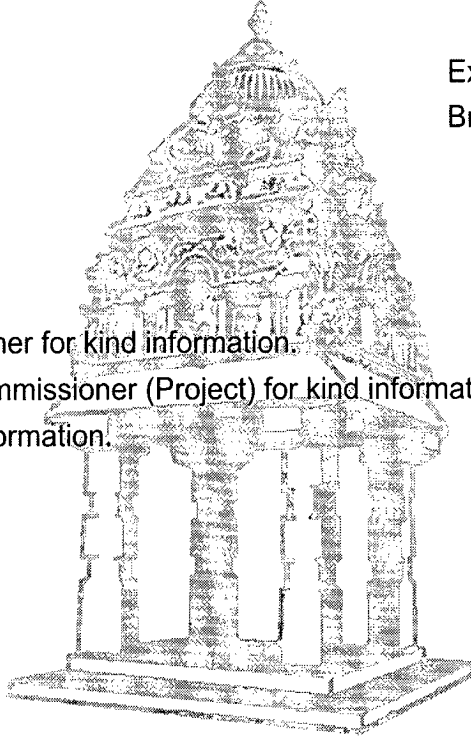 Ex
Br
ner for kind information.
mmissioner (Project) for kind informat
ormation.